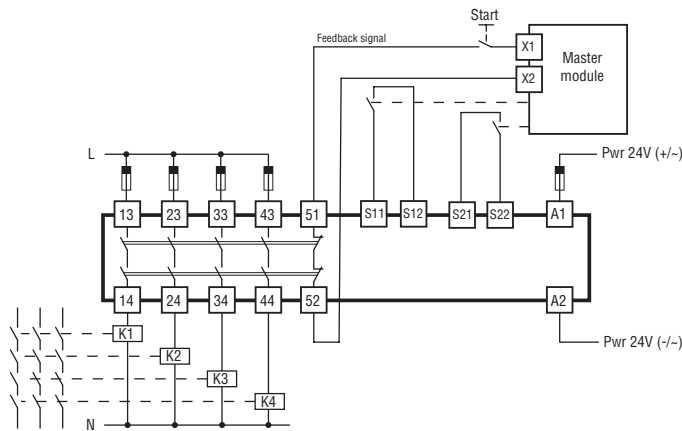 Start
Feedback signal
X1
X2
Master
module
L
Pwr 24V (+/~)
13
23
33
43
51
S11
S12
S21
S22
A1
14
24
34
44
52
A2
K1
K2
K3
K4
Pwr 24V (-/~)
N